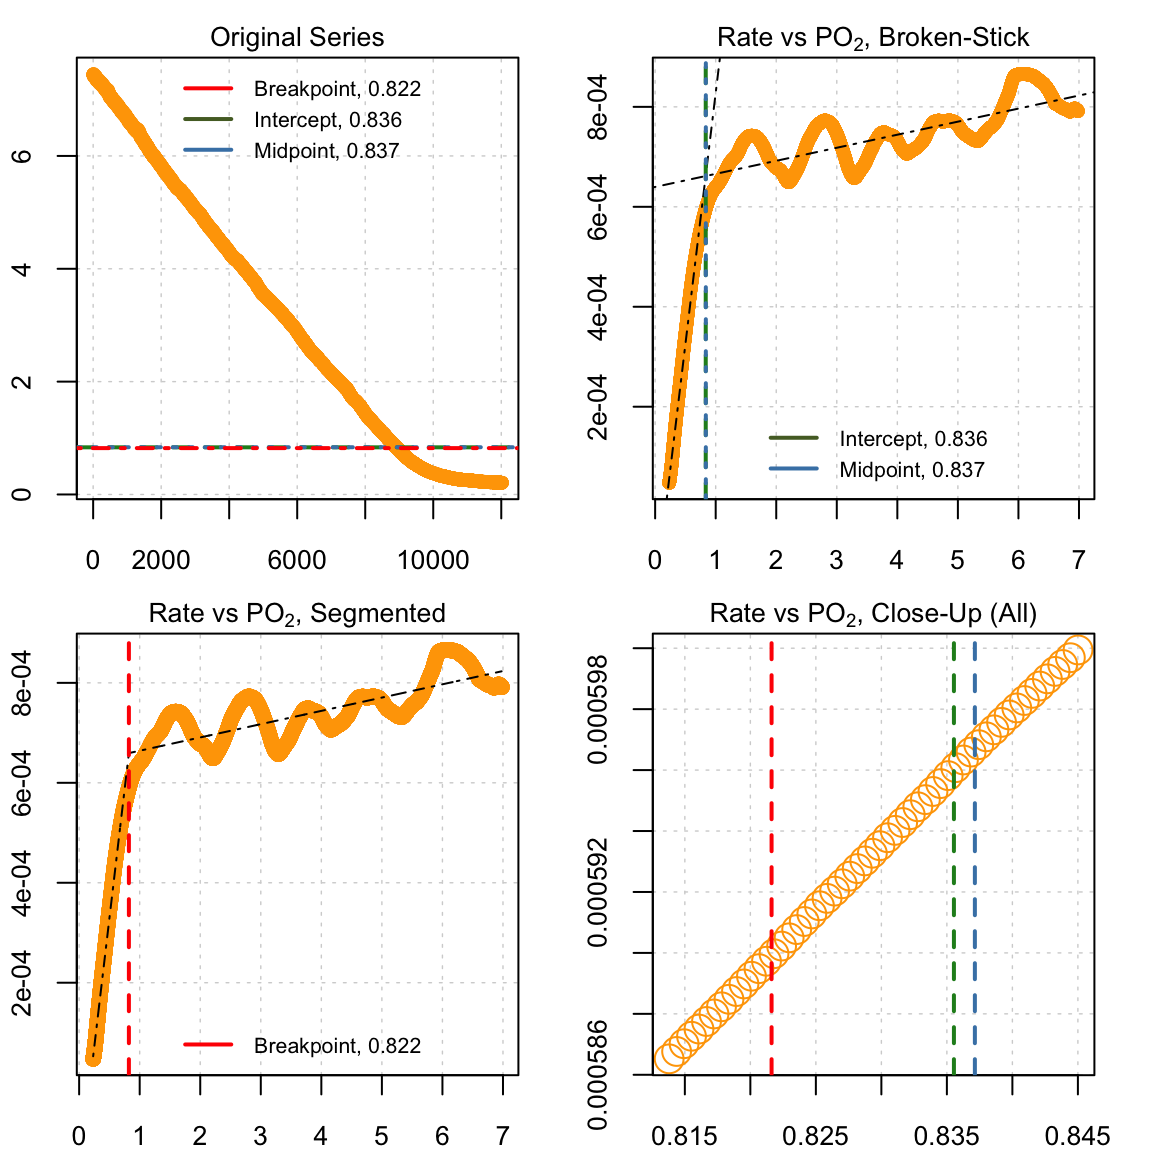 Original Series
Breakpoint, 0.822
Intercept, 0.836
Midpoint, 0.837
6
4
2
0
0 2000 6000 10000
Rate vs PO₂, Broken-Stick
8e-04
6e-04
4e-04
2e-04
Intercept, 0.836
Midpoint, 0.837
0 1 2 3 4 5 6 7
Rate vs PO₂, Segmented
8e-04
6e-04
4e-04
2e-04
Breakpoint, 0.822
0 1 2 3 4 5 6 7
Rate vs PO₂, Close-Up (All)
0.000598
0.000592
0.000586
0.815 0.825 0.835 0.845